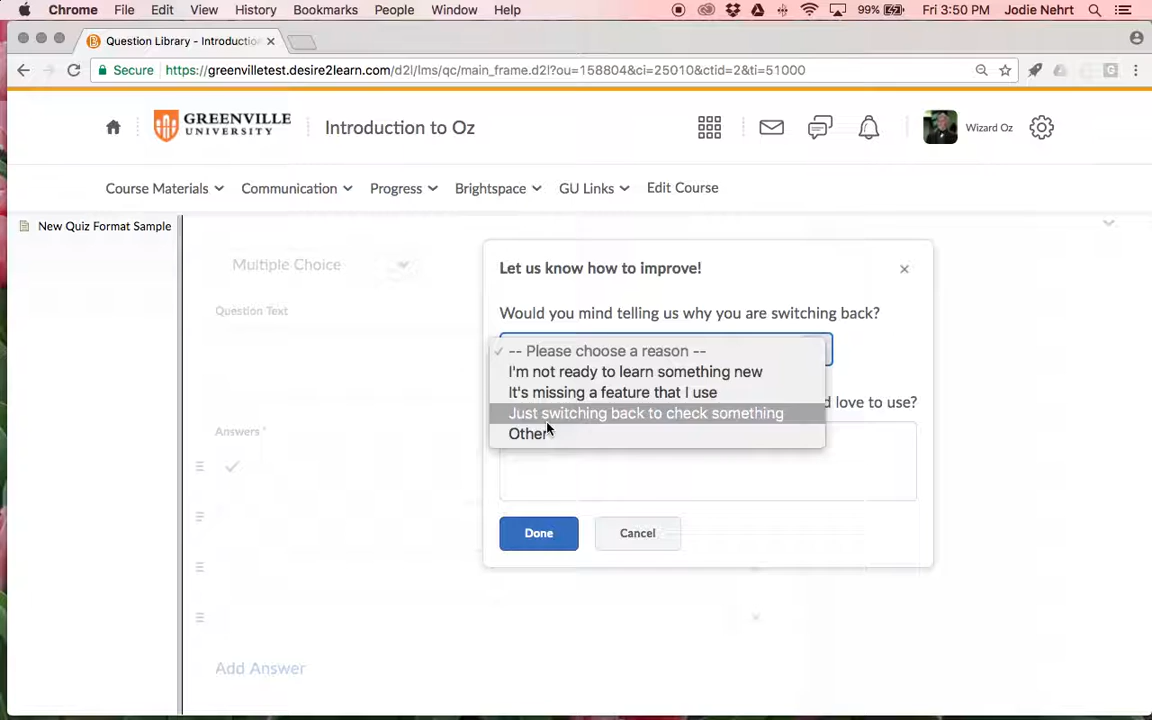 Chrome File Edit View History Bookmarks People Window Help 99% Fri 3:50 PM Jodie Nehrt
Question Library - Introductio
Secure https://greenvilletest.desire2learn.com/d2l/lms/qc/main_frame.d2l?ou=158804&ci=25010&ctid=2&ti=51000
GREENVILLE UNIVERSITY Introduction to Oz Wizard Oz
Course Materials Communication Progress Brightspace GU Links Edit Course
New Quiz Format Sample
Multiple Choice
Question Text
Answers *
Add Answer
Let us know how to improve!
Would you mind telling us why you are switching back?
-- Please choose a reason --
I'm not ready to learn something new
It's missing a feature that I use
Just switching back to check something
Other
d love to use?
Done Cancel